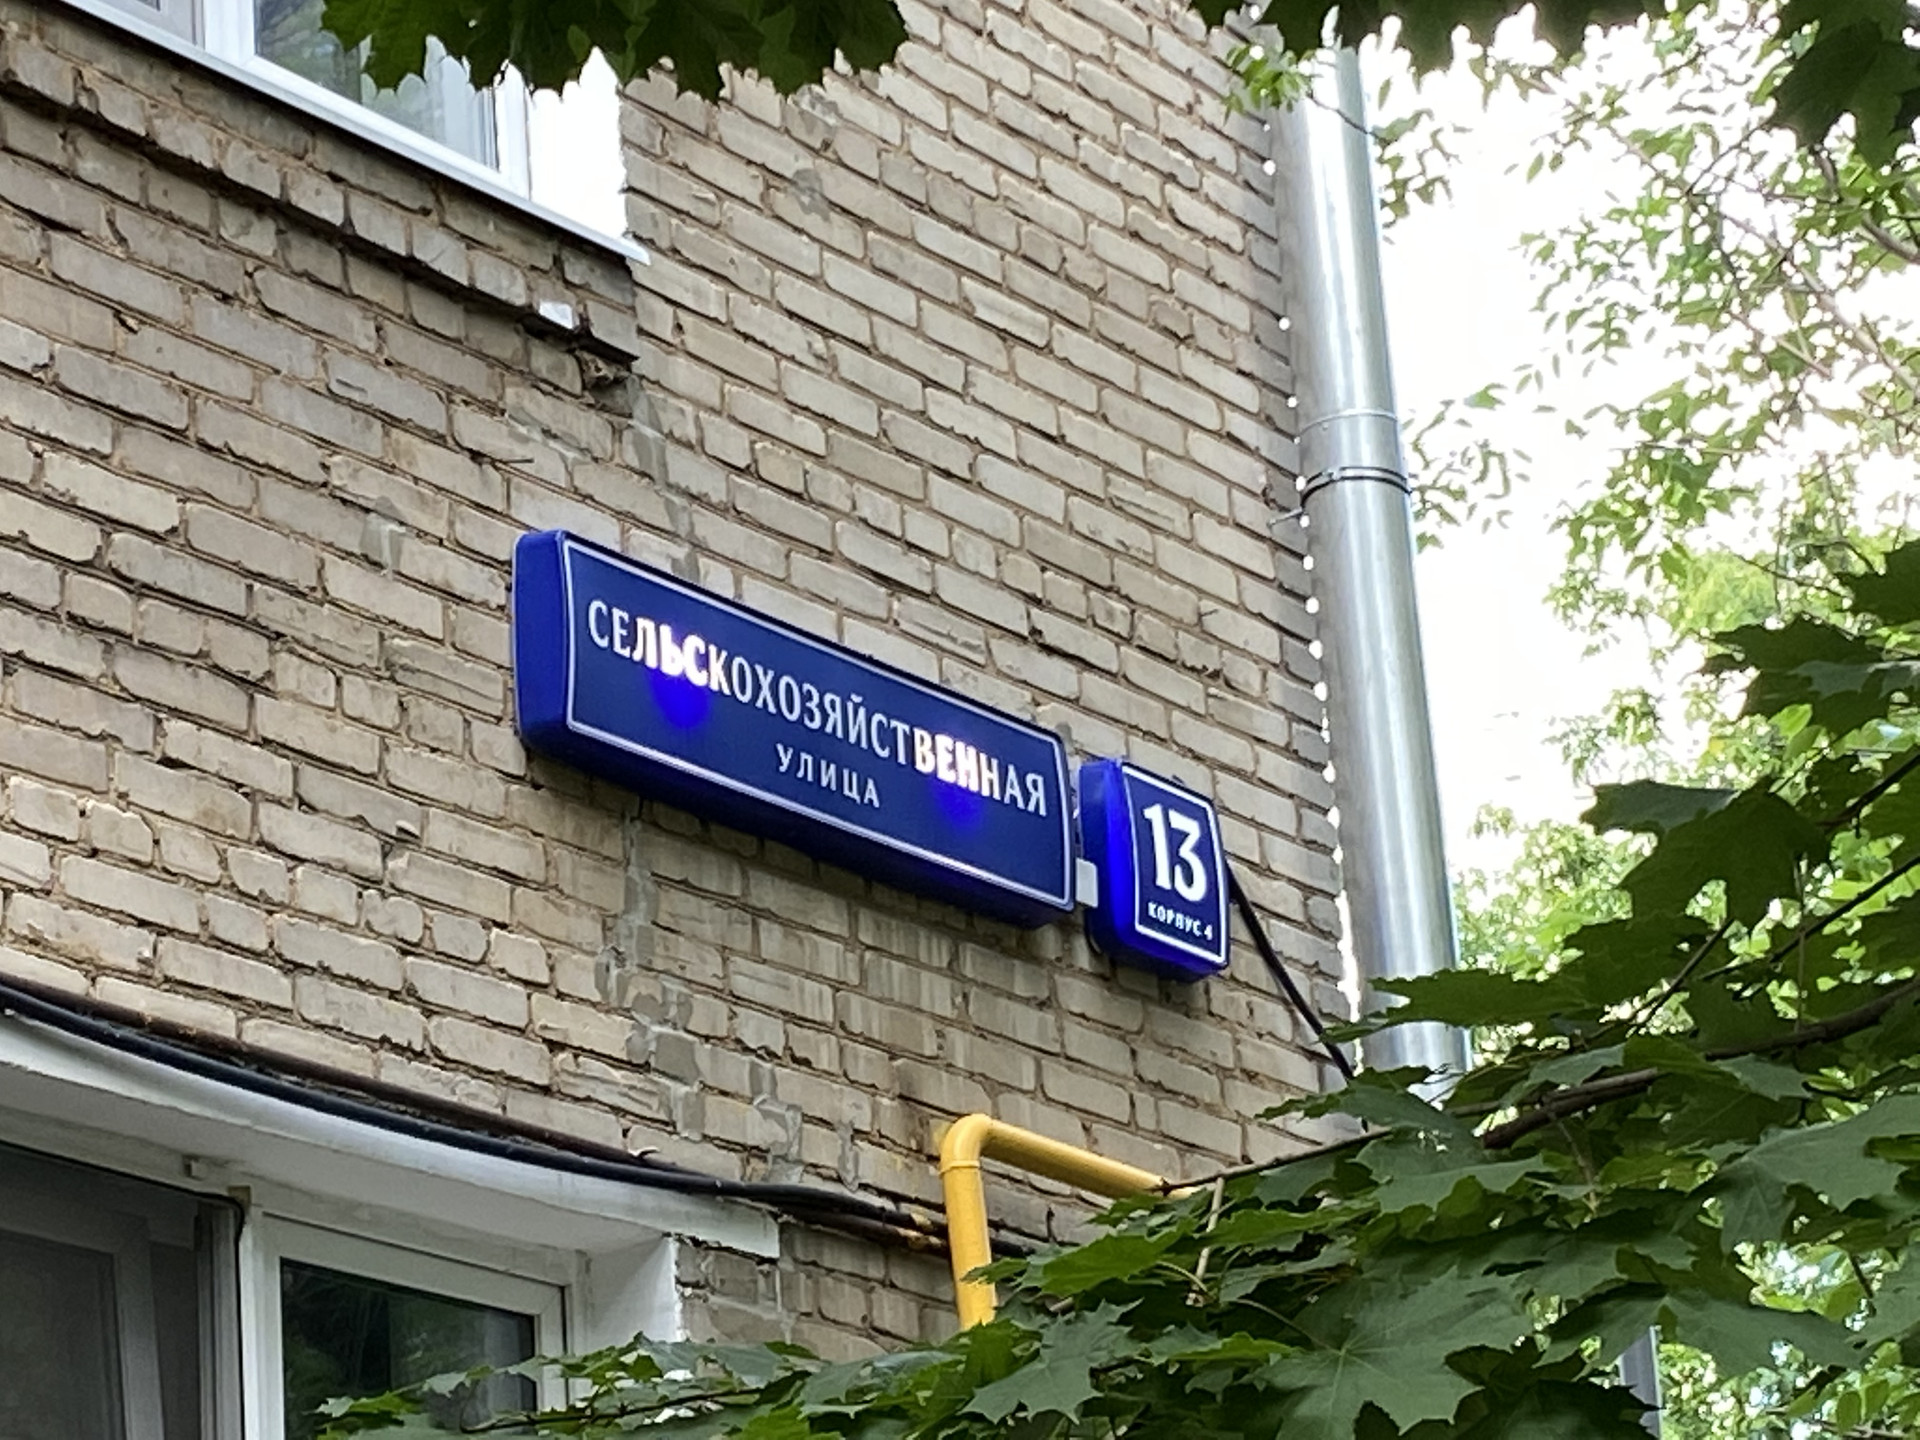 СЕЛЬСКОХОЗЯЙСТВЕННАЯ
УЛИЦА
13
КОРПУС 4